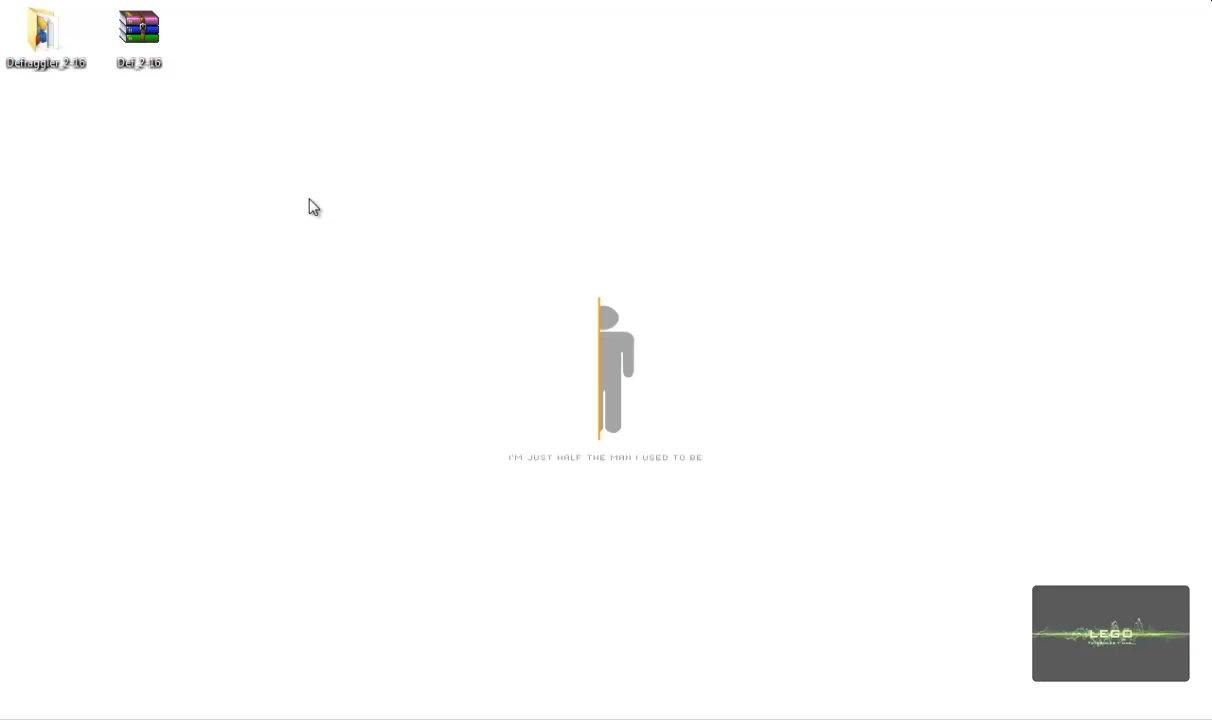 Defraggler_2-16
Def_2-16
I'M JUST HALF THE MAN I USED TO BE
LEGO